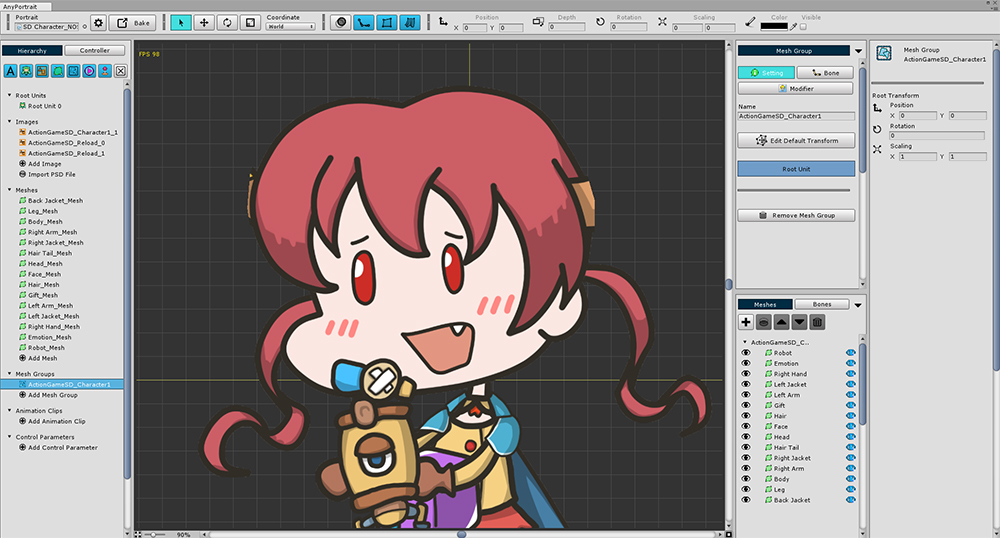 AnyPortrait
Portrait
SD Character_NO
Bake
Coordinate
World
Position
X 0 Y 0
Depth
0
Rotation
0
Scaling
0 0
Color
Visible
Hierarchy
Controller
Root Units
Root Unit 0
Images
ActionGameSD_Character1_1
ActionGameSD_Reload_0
ActionGameSD_Reload_1
Add Image
Import PSD File
Meshes
Back Jacket_Mesh
Leg_Mesh
Body_Mesh
Right Arm_Mesh
Right Jacket_Mesh
Hair Tail_Mesh
Head_Mesh
Face_Mesh
Hair_Mesh
Gift_Mesh
Left Arm_Mesh
Left Jacket_Mesh
Right Hand_Mesh
Emotion_Mesh
Robot_Mesh
Add Mesh
Mesh Groups
ActionGameSD_Character1
Add Mesh Group
Animation Clips
Add Animation Clip
Control Parameters
Add Control Parameter
FPS 98
90%
Mesh Group
Setting
Bone
Modifier
Name
ActionGameSD_Character1
Edit Default Transform
Root Unit
Remove Mesh Group
Meshes
Bones
ActionGameSD_C...
Robot
Emotion
Right Hand
Left Jacket
Left Arm
Gift
Hair
Face
Head
Hair Tail
Right Jacket
Right Arm
Body
Leg
Back Jacket
Mesh Group
ActionGameSD_Character1
Root Transform
Position
X 0 Y 0
Rotation
0
Scaling
X 1 Y 1